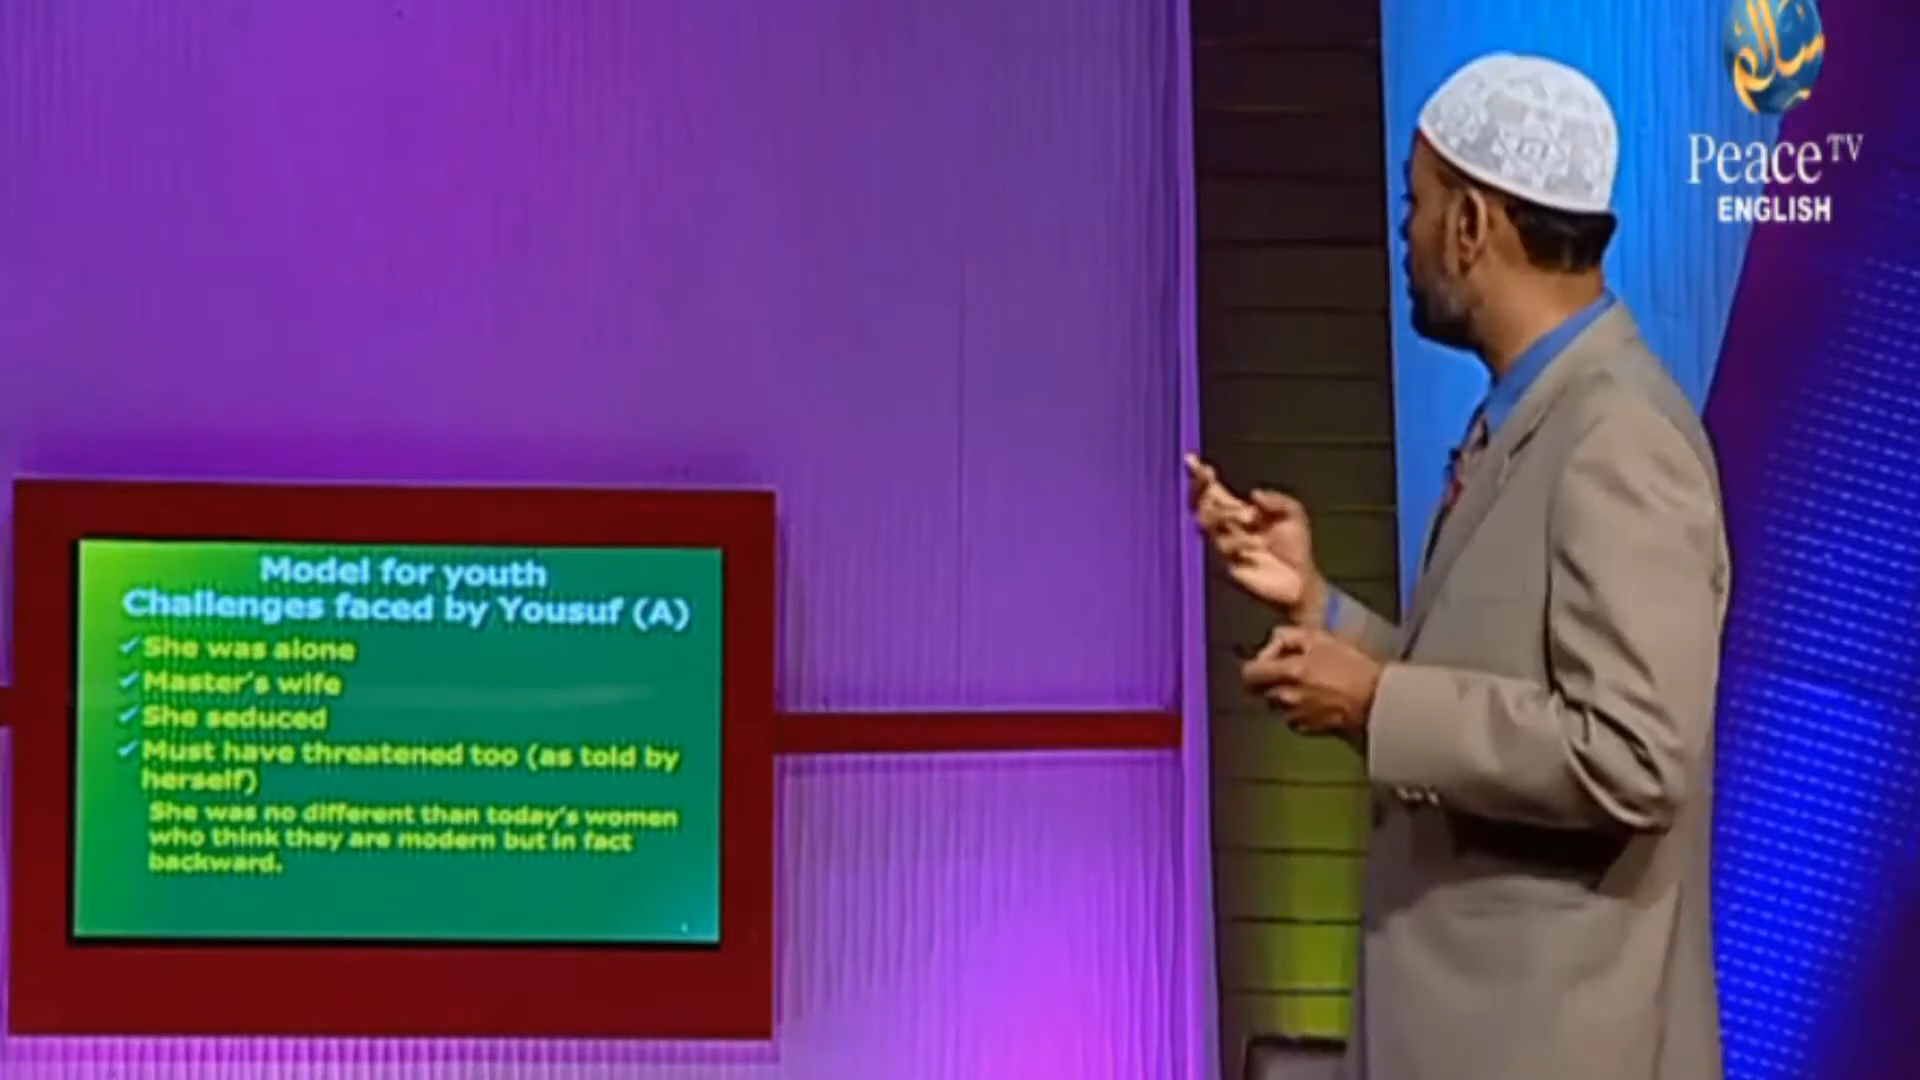 سلام
Peace TV
ENGLISH
Model for youth
Challenges faced by Yousuf (A)
✓ She was alone
✓ Master's wife
✓ She seduced
✓ Must have threatened too (as told by
herself)
She was no different than today's women
who think they are modern but in fact
backward.